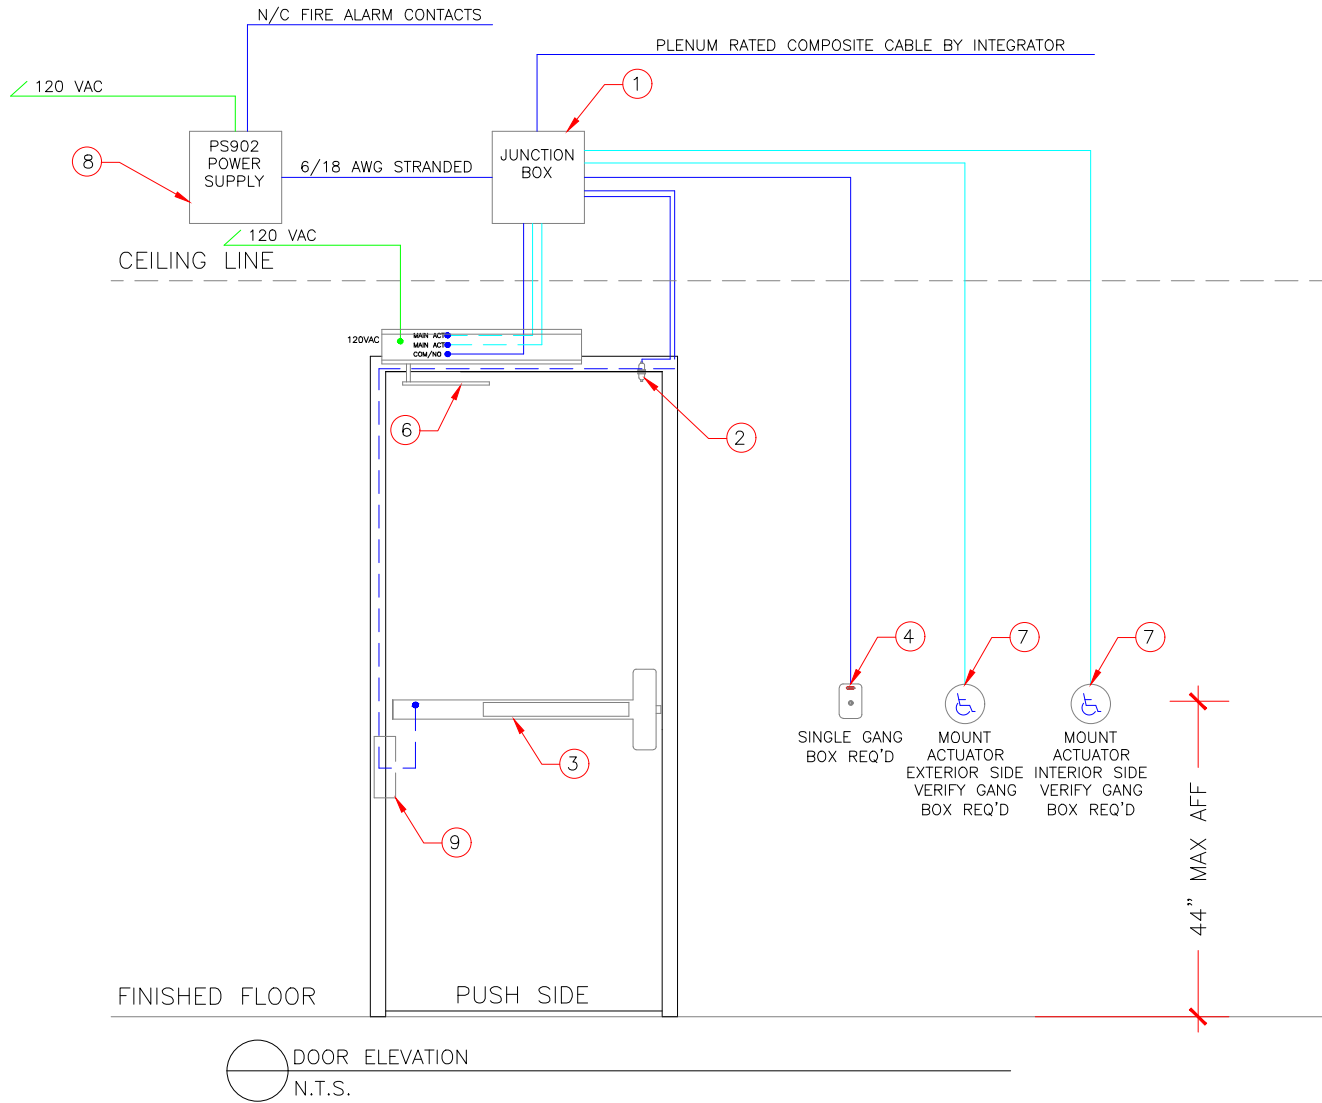 N/C FIRE ALARM CONTACTS
PLENUM RATED COMPOSITE CABLE BY INTEGRATOR
120 VAC
1
PS902
POWER
SUPPLY
8
6/18 AWG STRANDED
JUNCTION
BOX
120 VAC
CEILING LINE
120VAC
MAIN ACT
MAIN ACT
COM/NO
6
2
4
7
7
SINGLE GANG
BOX REQ'D
MOUNT
ACTUATOR
EXTERIOR SIDE
VERIFY GANG
BOX REQ'D
MOUNT
ACTUATOR
INTERIOR SIDE
VERIFY GANG
BOX REQ'D
3
9
44" MAX AFF
FINISHED FLOOR
PUSH SIDE
DOOR ELEVATION
N.T.S.